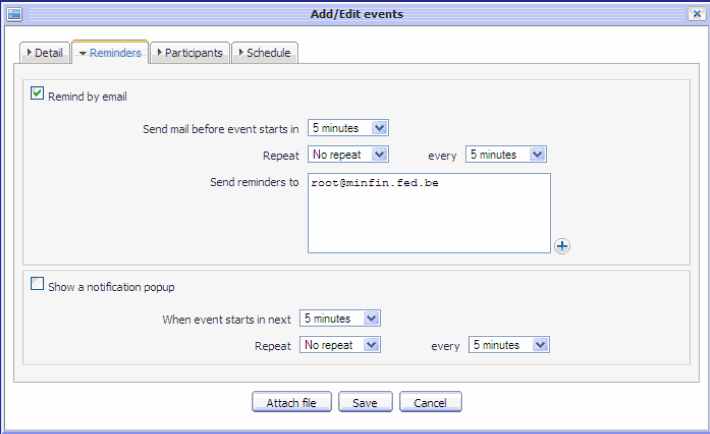 Add/Edit events
Detail Reminders Participants Schedule
Remind by email
Send mail before event starts in 5 minutes
Repeat No repeat every 5 minutes
Send reminders to root@minfin.fed.be
Show a notification popup
When event starts in next 5 minutes
Repeat No repeat every 5 minutes
Attach file Save Cancel